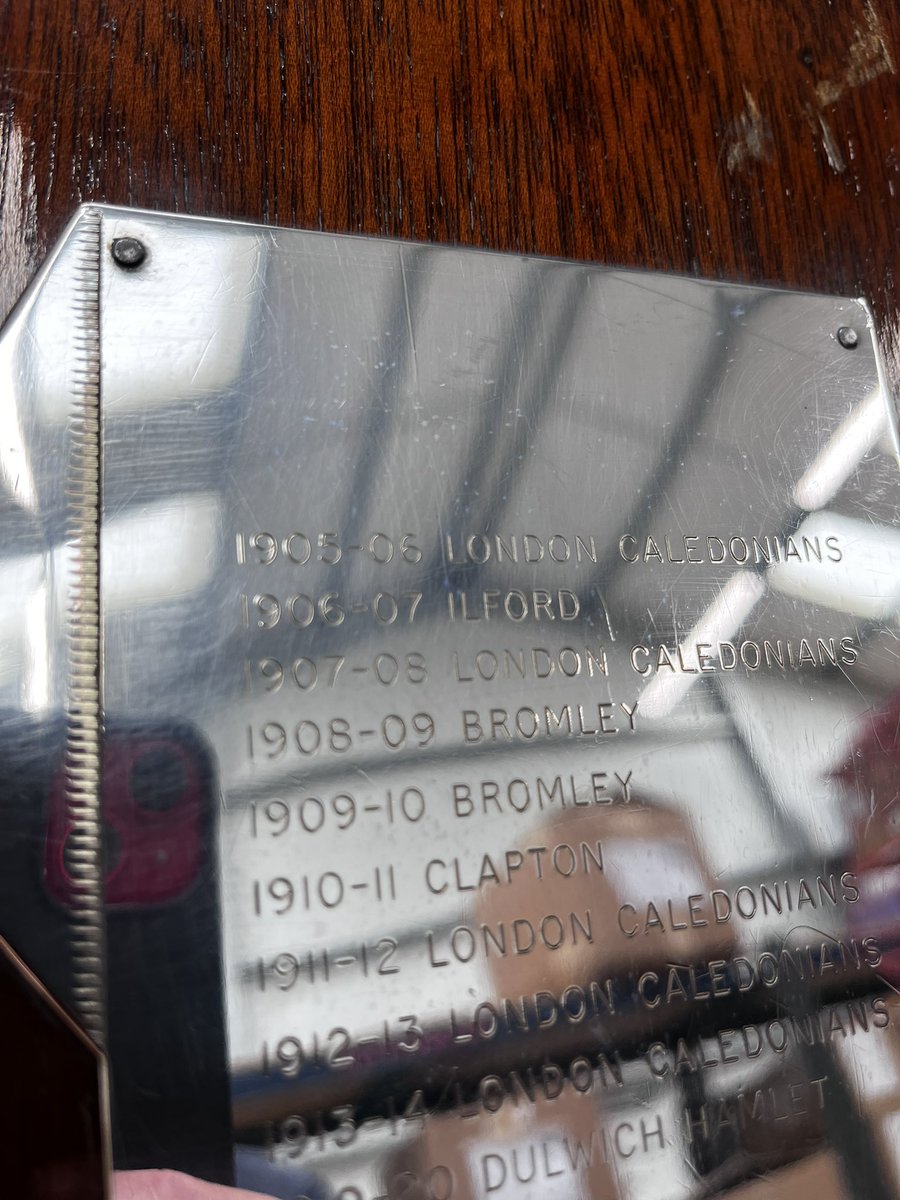 1905-06 LONDON CALEDONIANS
1906-07 ILFORD
1907-08 LONDON CALEDONIANS
1908-09 BROMLEY
1909-10 BROMLEY
1910-11 CLAPTON
1911-12 LONDON CALEDONIANS
1912-13 LONDON CALEDONIANS
1913-14 LONDON CALEDONIANS
DULWICH HAMLET